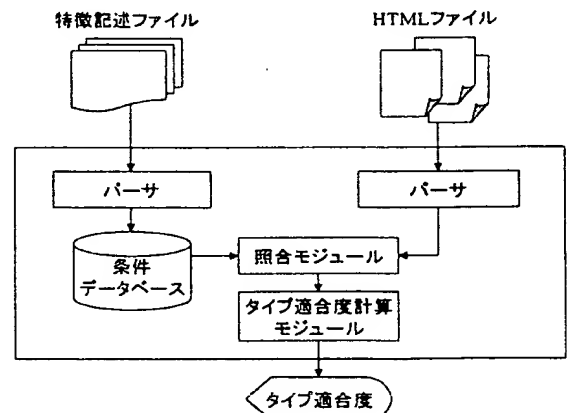 特徴記述ファイル
HTMLファイル
パーサ
パーサ
条件
データベース
照合モジュール
タイプ適合度計算
モジュール
タイプ適合度